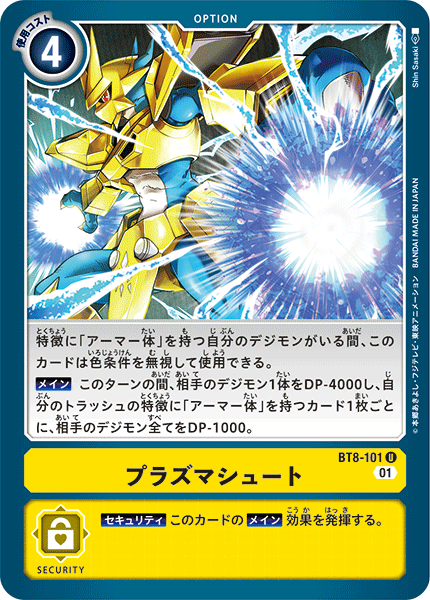 OPTION
使用コスト
4
Shin Sasaki
©本郷あきよし・フジテレビ・東映アニメーション BANDAI MADE IN JAPAN
特徴に「アーマー体」を持つ自分のデジモンがいる間、この
カードは色条件を無視して使用できる。
メイン このターンの間、相手のデジモン1体をDP-4000し、自
分のトラッシュの特徴に「アーマー体」を持つカード1枚ごと
に、相手のデジモン全てをDP-1000。
BT8-101 U
プラズマシュート
01
セキュリティ このカードの メイン 効果を発揮する。
SECURITY